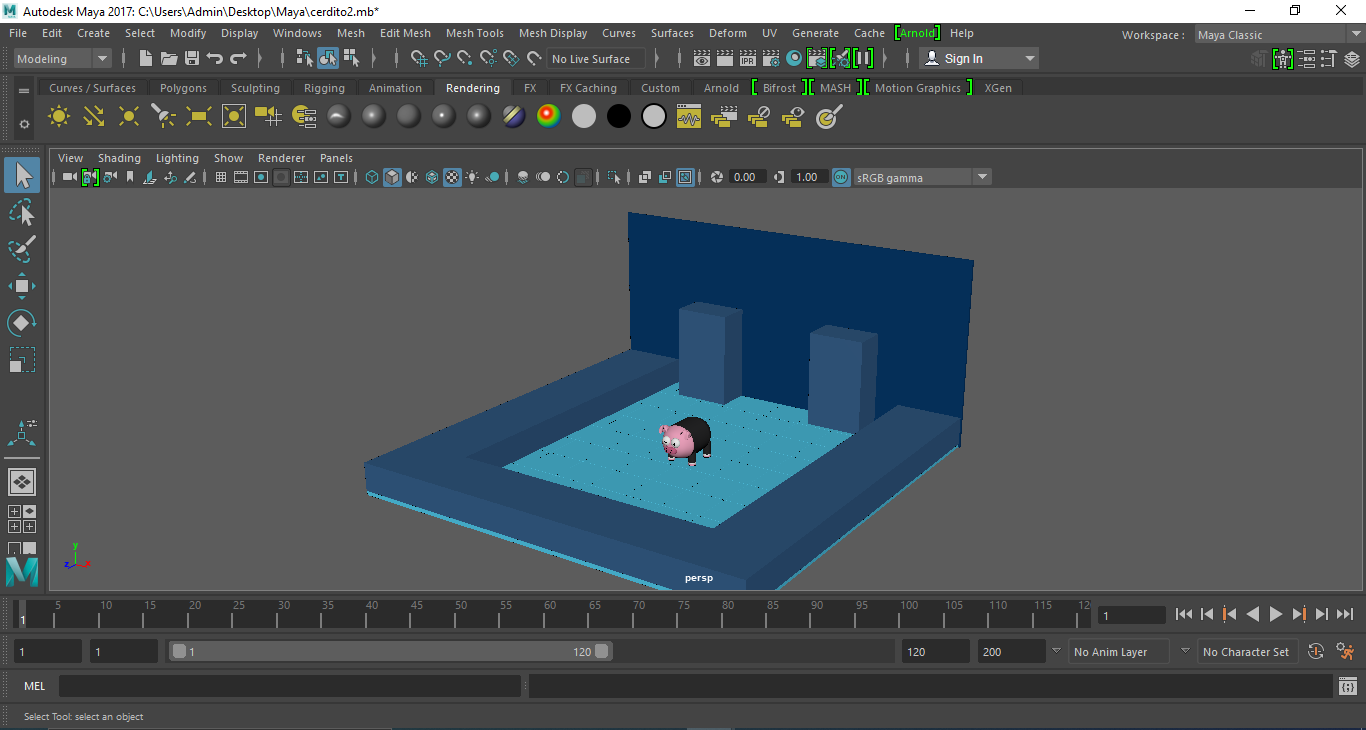 Autodesk Maya 2017: C:\Users\Admin\Desktop\Maya\cerdito2.mb*
File Edit Create Select Modify Display Windows Mesh Edit Mesh Mesh Tools Mesh Display Curves Surfaces Deform UV Generate Cache [Arnold] Help Workspace : Maya Classic
Modeling No Live Surface IPR Sign In
Curves / Surfaces Polygons Sculpting Rigging Animation Rendering FX FX Caching Custom Arnold [ Bifrost ] [ MASH ] [ Motion Graphics ] XGen
View Shading Lighting Show Renderer Panels
0.00 1.00 ON sRGB gamma
y
z x
persp
5 10 15 20 25 30 35 40 45 50 55 60 65 70 75 80 85 90 95 100 105 110 115 12
1 1
1 1 1 120 120 200 No Anim Layer No Character Set
MEL
Select Tool: select an object